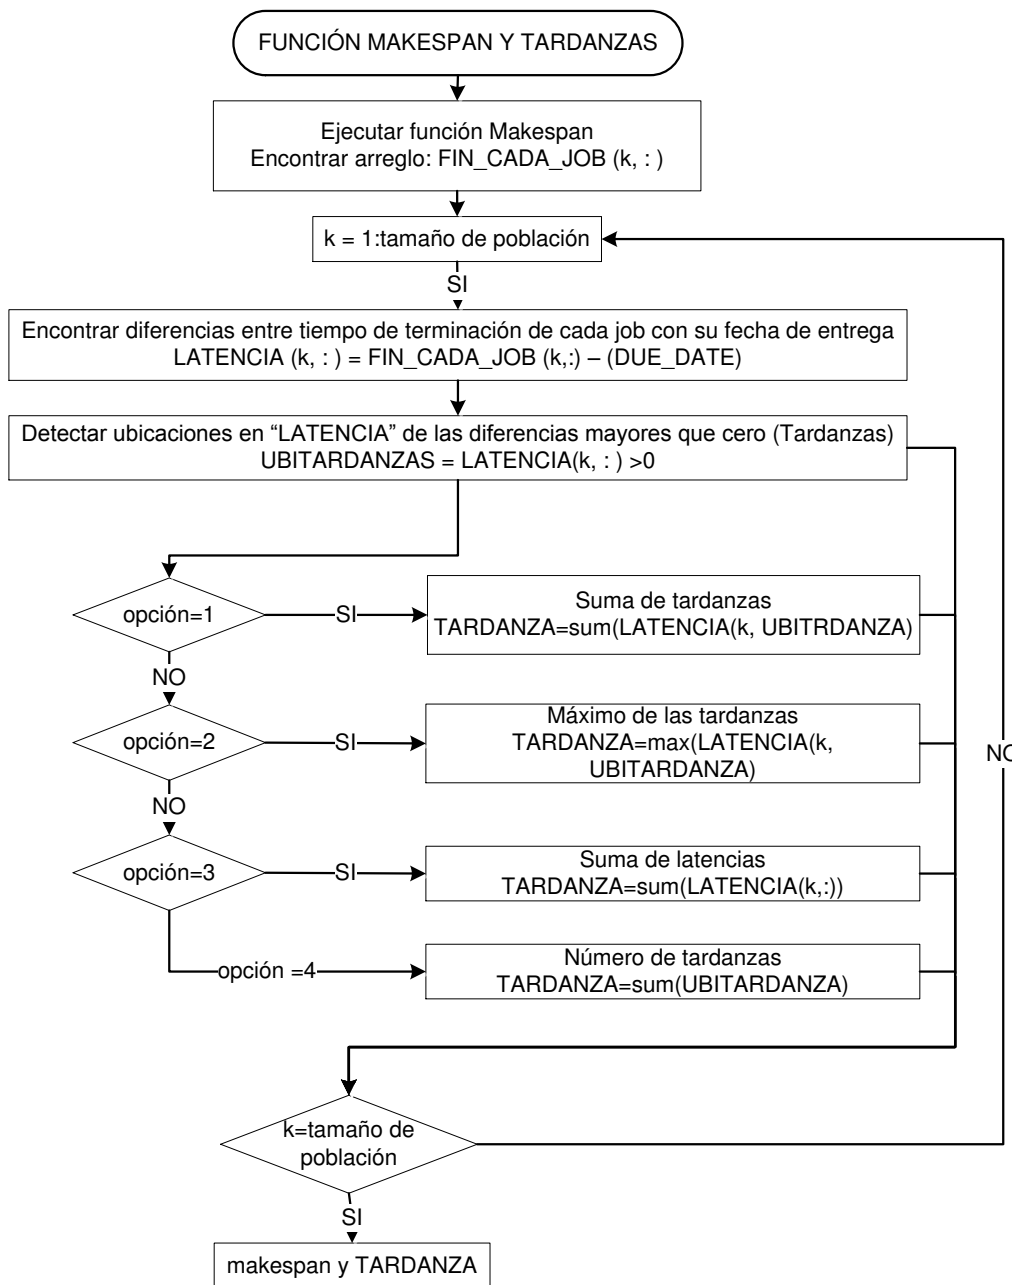 FUNCIÓN MAKESPAN Y TARDANZAS
Ejecutar función Makespan
Encontrar arreglo: FIN_CADA_JOB (k, : )
k = 1:tamaño de población
SI
Encontrar diferencias entre tiempo de terminación de cada job con su fecha de entrega
LATENCIA (k, : ) = FIN_CADA_JOB (k,:) – (DUE_DATE)
Detectar ubicaciones en “LATENCIA” de las diferencias mayores que cero (Tardanzas)
UBITARDANZAS = LATENCIA(k, : ) >0
opción=1
SI
Suma de tardanzas
TARDANZA=sum(LATENCIA(k, UBITRDANZA)
NO
opción=2
SI
Máximo de las tardanzas
TARDANZA=max(LATENCIA(k,
UBITARDANZA)
NO
NO
opción=3
SI
Suma de latencias
TARDANZA=sum(LATENCIA(k,:))
opción =4
Número de tardanzas
TARDANZA=sum(UBITARDANZA)
k=tamaño de
población
SI
makespan y TARDANZA